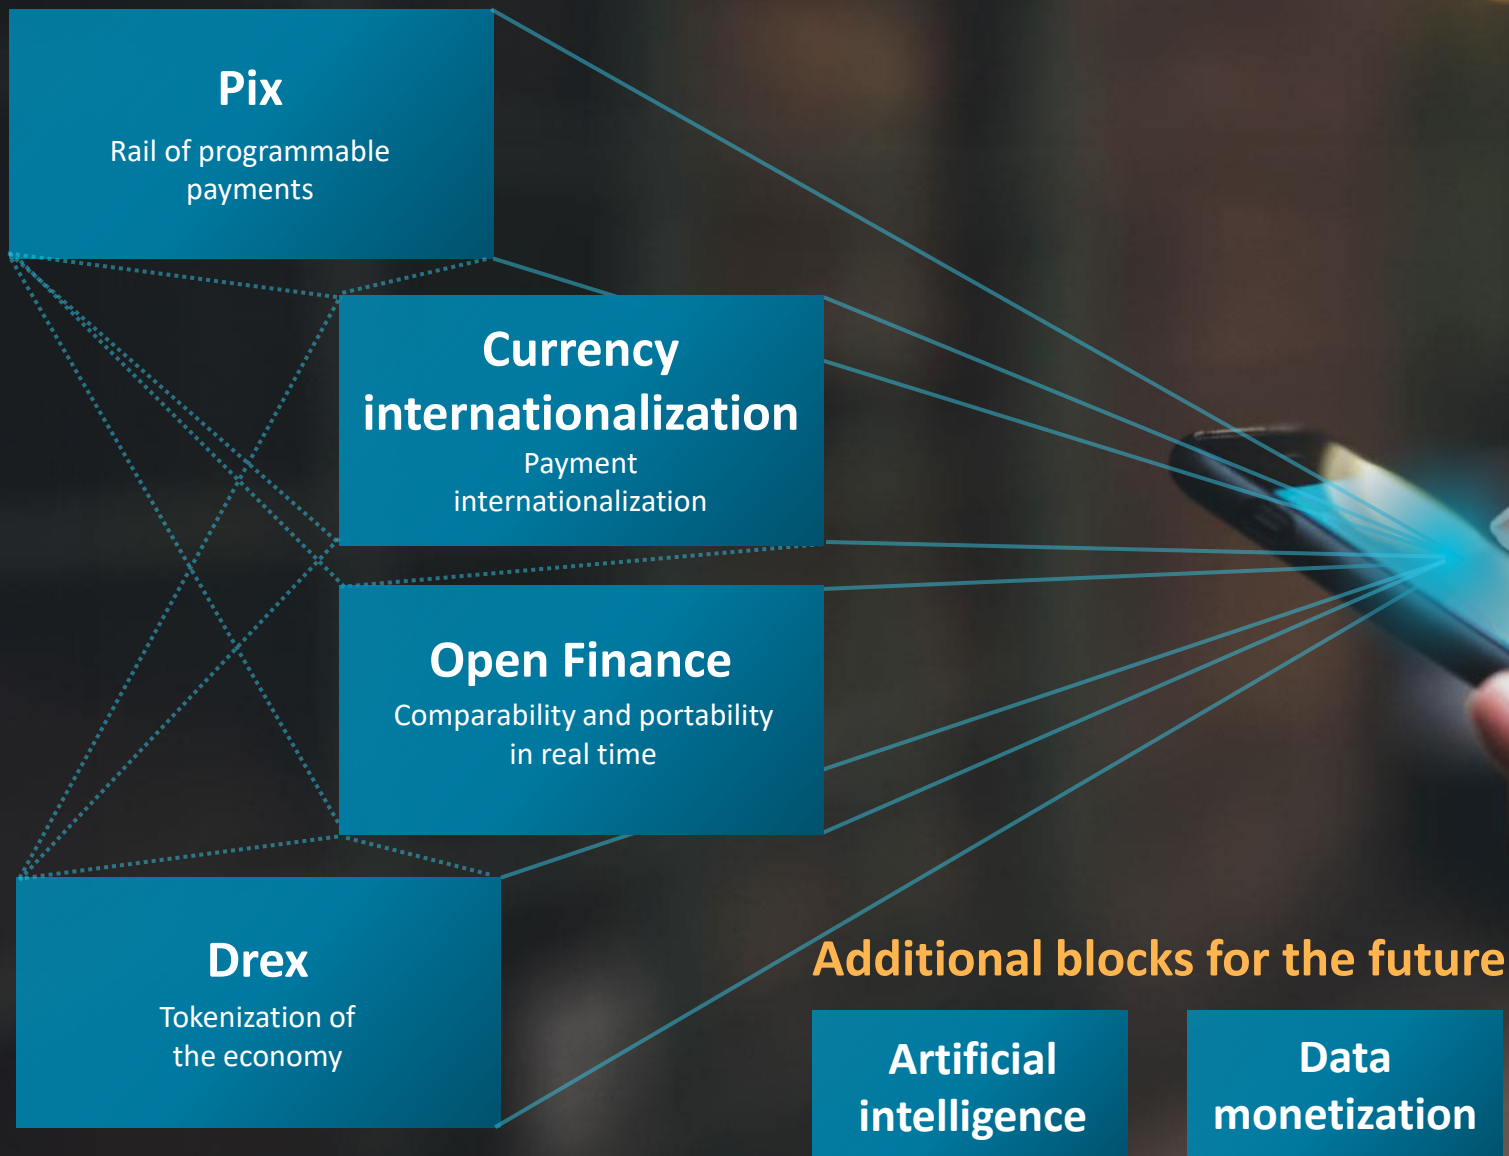 Pix
Rail of programmable
payments
Currency
internationalization
Payment
internationalization
Open Finance
Comparability and portability
in real time
Drex
Tokenization of
the economy
Additional blocks for the future
Artificial
intelligence
Data
monetization